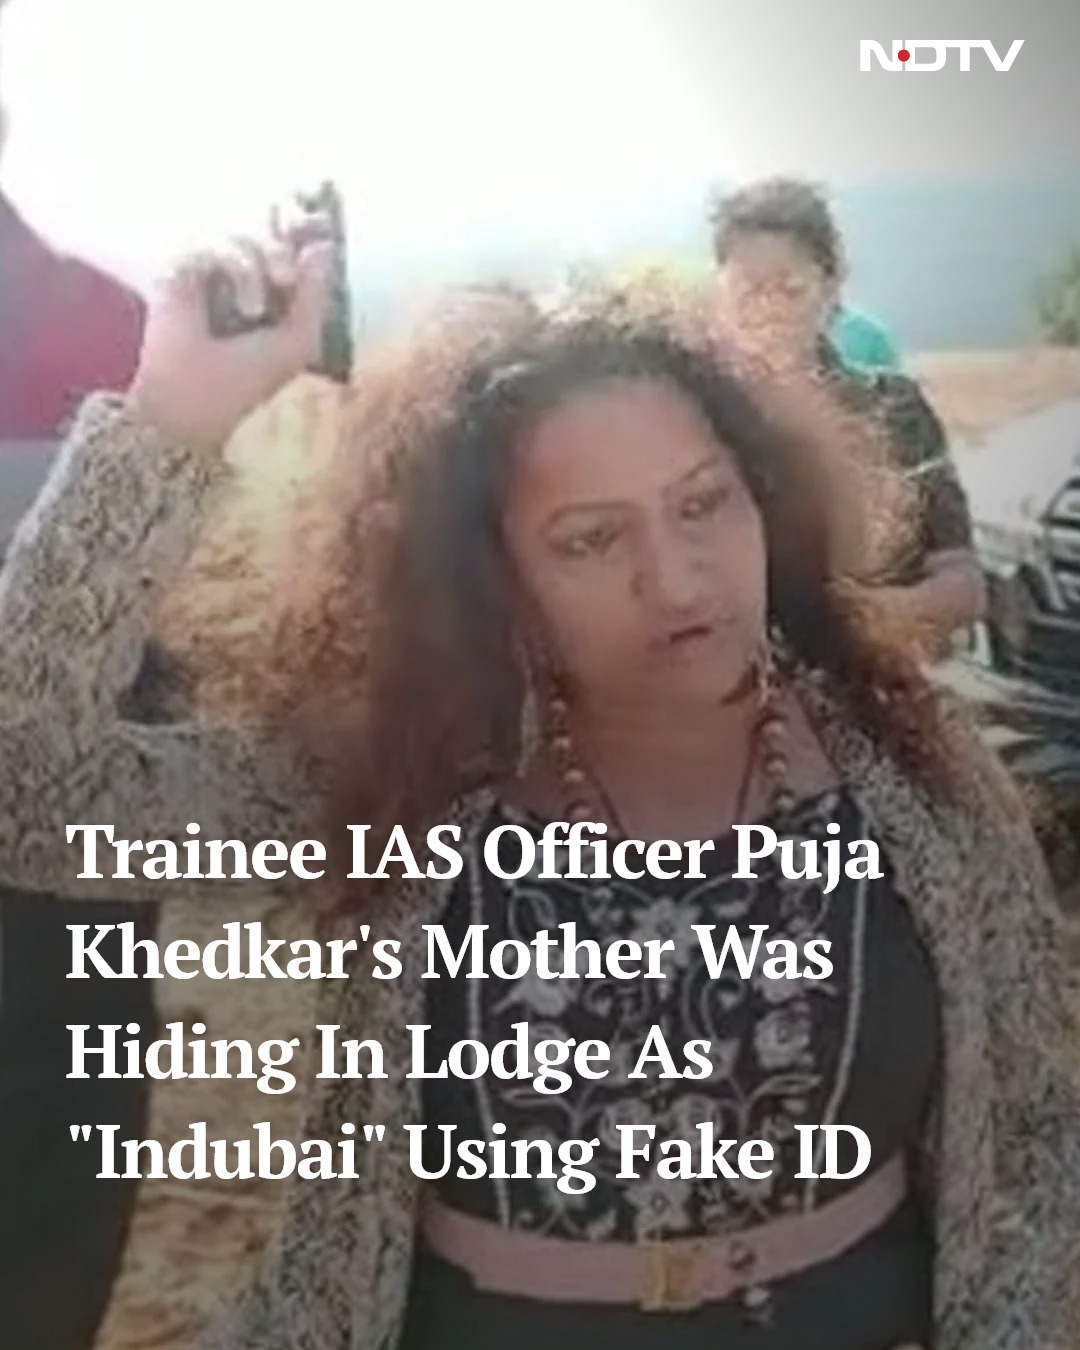 NDTV
Trainee IAS Officer Puja
Khedkar's Mother Was
Hiding In Lodge As
"Indubai" Using Fake ID